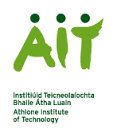 AIT
Institiúid Teicneolaíochta
Bhaile Átha Luain
Athlone Institute
of Technology